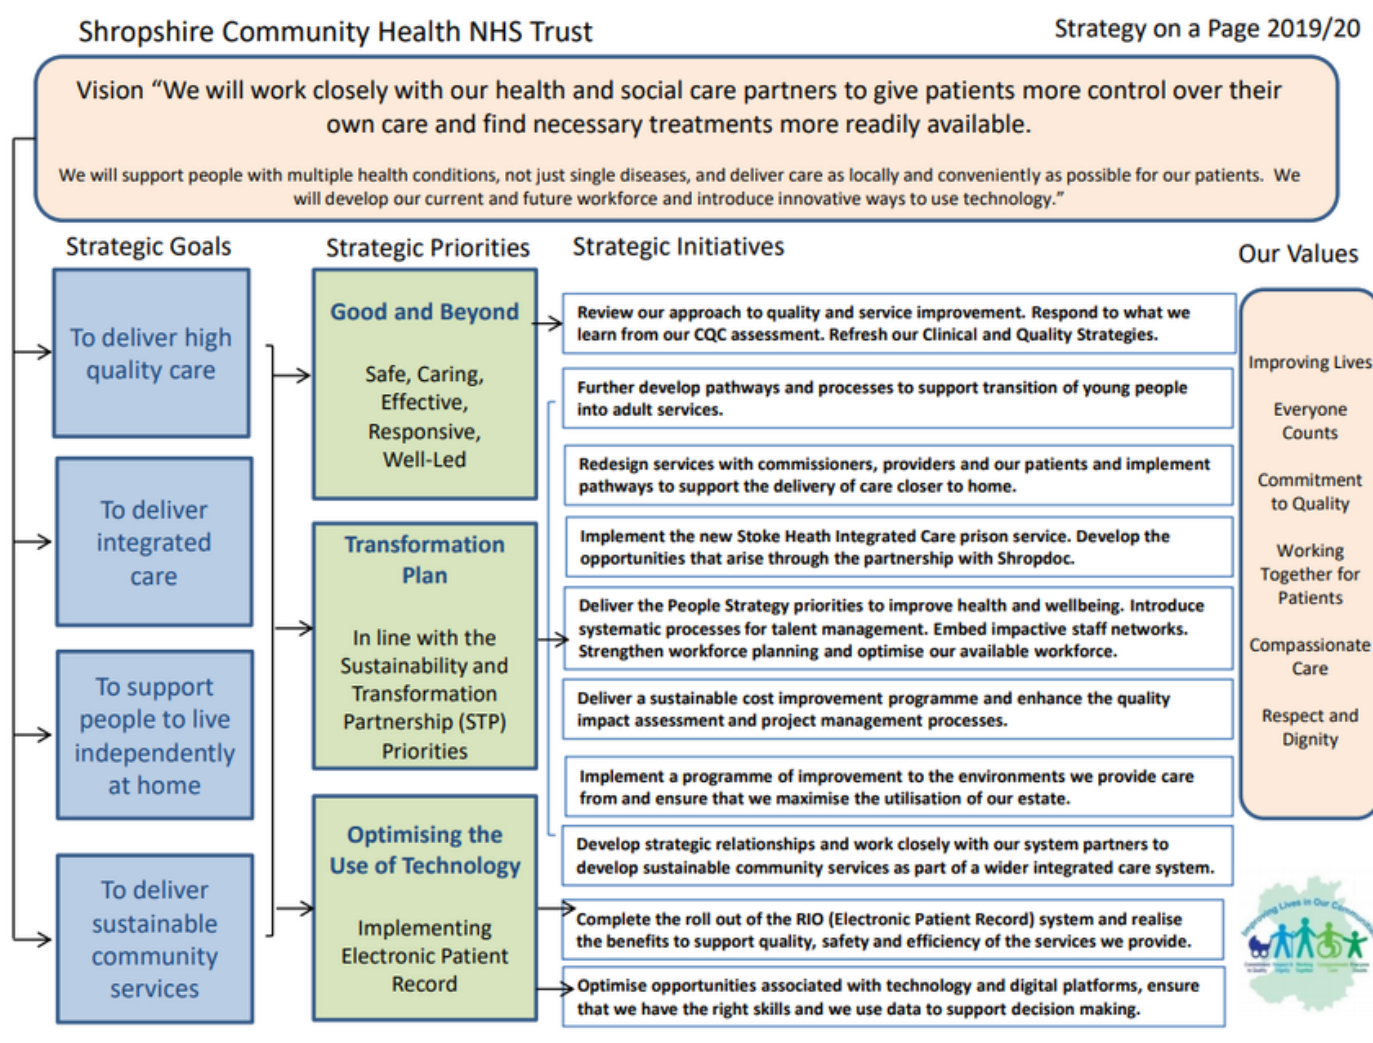 Shropshire Community Health NHS Trust
Strategy on a Page 2019/20
Vision “We will work closely with our health and social care partners to give patients more control over their
own care and find necessary treatments more readily available.
We will support people with multiple health conditions, not just single diseases, and deliver care as locally and conveniently as possible for our patients.  We
will develop our current and future workforce and introduce innovative ways to use technology.”
Strategic Goals
To deliver high
quality care
To deliver
integrated
care
To support
people to live
independently
at home
To deliver
sustainable
community
services
Strategic Priorities
Good and Beyond
Safe, Caring,
Effective,
Responsive,
Well-Led
Transformation
Plan
In line with the
Sustainability and
Transformation
Partnership (STP)
Priorities
Optimising the
Use of Technology
Implementing
Electronic Patient
Record
Strategic Initiatives
Review our approach to quality and service improvement. Respond to what we
learn from our CQC assessment. Refresh our Clinical and Quality Strategies.
Further develop pathways and processes to support transition of young people
into adult services.
Redesign services with commissioners, providers and our patients and implement
pathways to support the delivery of care closer to home.
Implement the new Stoke Heath Integrated Care prison service. Develop the
opportunities that arise through the partnership with Shropdoc.
Deliver the People Strategy priorities to improve health and wellbeing. Introduce
systematic processes for talent management. Embed impactive staff networks.
Strengthen workforce planning and optimise our available workforce.
Deliver a sustainable cost improvement programme and enhance the quality
impact assessment and project management processes.
Implement a programme of improvement to the environments we provide care
from and ensure that we maximise the utilisation of our estate.
Develop strategic relationships and work closely with our system partners to
develop sustainable community services as part of a wider integrated care system.
Complete the roll out of the RIO (Electronic Patient Record) system and realise
the benefits to support quality, safety and efficiency of the services we provide.
Optimise opportunities associated with technology and digital platforms, ensure
that we have the right skills and we use data to support decision making.
Our Values
Improving Lives
Everyone
Counts
Commitment
to Quality
Working
Together for
Patients
Compassionate
Care
Respect and
Dignity
Improving Lives in Our